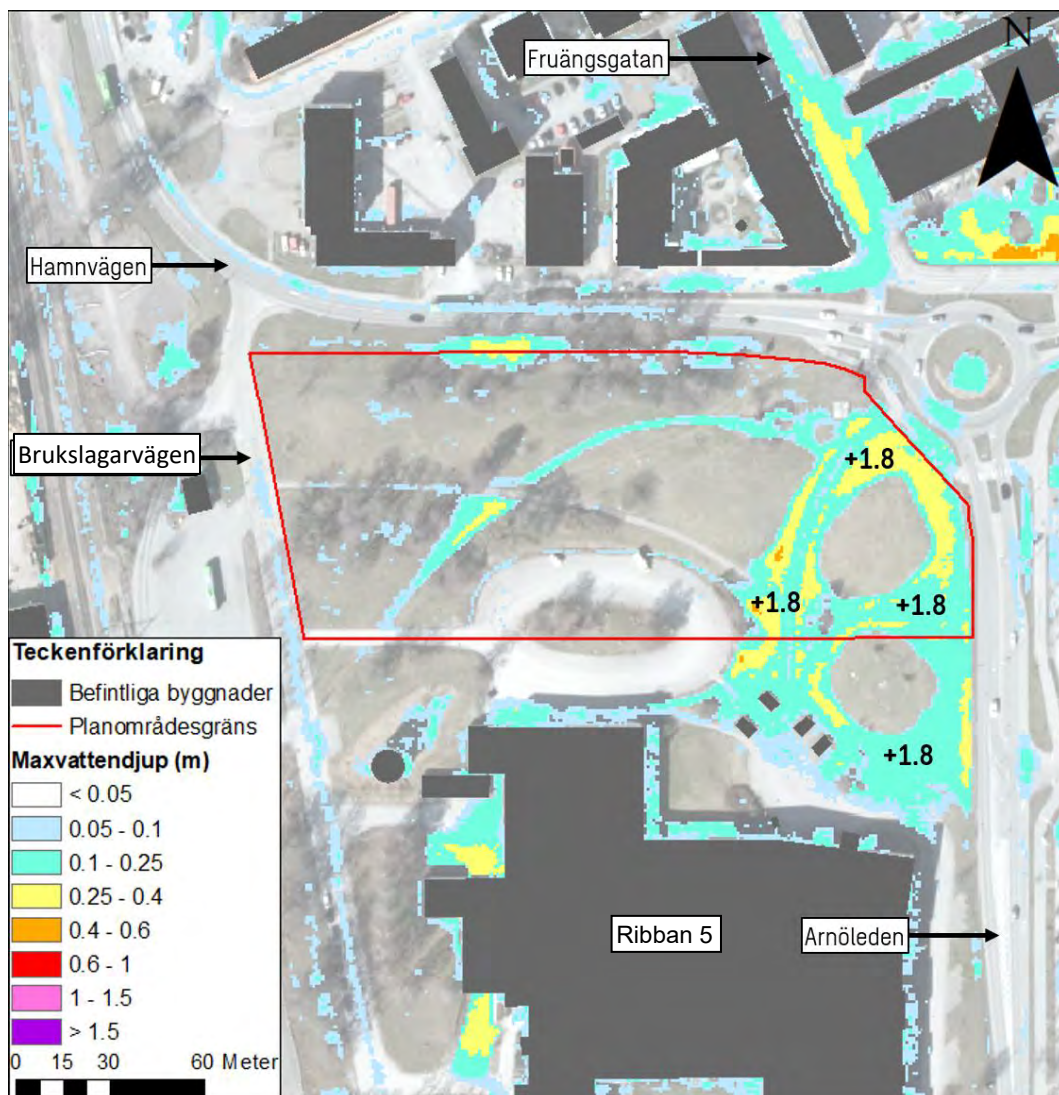 Fruängsgatan
N
Hamnvägen
Brukslagarvägen
+1.8
+1.8
+1.8
+1.8
Ribban 5
Arnöleden
Teckenförklaring
Befintliga byggnader
Planområdesgräns
Maxvattendjup (m)
< 0.05
0.05 - 0.1
0.1 - 0.25
0.25 - 0.4
0.4 - 0.6
0.6 - 1
1 - 1.5
> 1.5
0 15 30 60 Meter